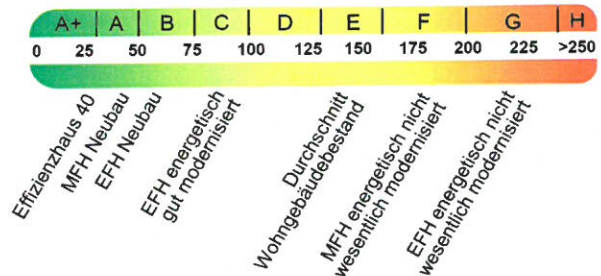 A+ A B C D E F G H
0 25 50 75 100 125 150 175 200 225 >250
Effizienzhaus 40
MFH Neubau
EFH Neubau
EFH energetisch
gut modernisiert
Durchschnitt
Wohngebäudebestand
MFH energetisch nicht
wesentlich modernisiert
EFH energetisch nicht
wesentlich modernisiert